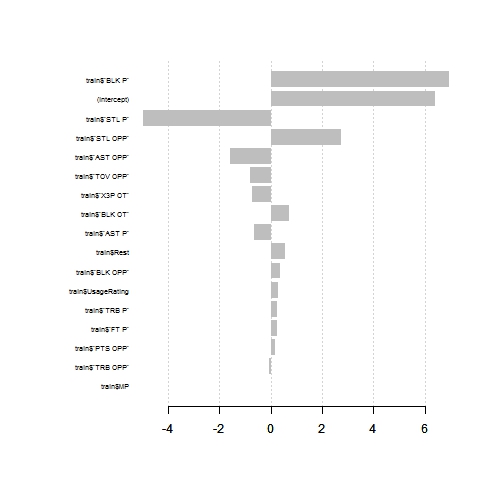 train$`BLK P`
(Intercept)
train$`STL P`
train$`STL OPP`
train$`AST OPP`
train$`TOV OPP`
train$`X3P OT`
train$`BLK OT`
train$`AST P`
train$Rest
train$`BLK OPP`
train$UsageRating
train$`TRB P`
train$`FT P`
train$`PTS OPP`
train$`TRB OPP`
train$MP
-4 -2 0 2 4 6